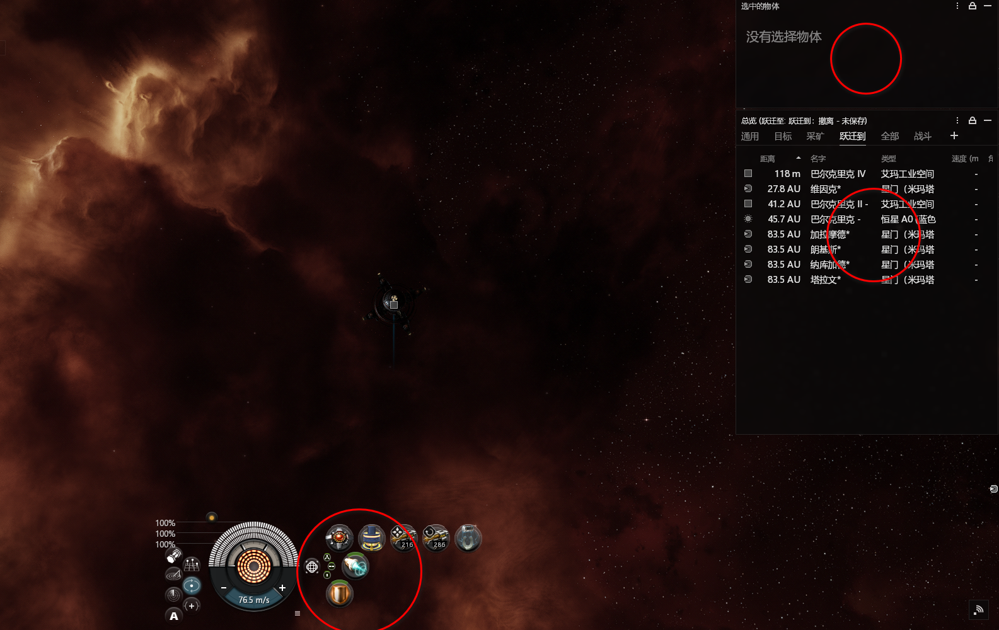 选中的物体
没有选择物体
总览 (跃迁至: 跃迁到：撤离 - 未保存)
通用 目标 采矿 跃迁到 全部 战斗 +
距离 名字 类型 速度 (m
118 m 巴尔克里克 IV 艾玛工业空间 -
27.8 AU 维因克* 星门（米玛塔 -
41.2 AU 巴尔克里克 II - 艾玛工业空间 -
45.7 AU 巴尔克里克 - 恒星 A0 (蓝色 -
83.5 AU 加拉摩德* 星门（米玛塔 -
83.5 AU 朗基斯* 星门（米玛塔 -
83.5 AU 纳库加德* 星门（米玛塔 -
83.5 AU 塔拉文* 星门（米玛塔 -
100%
100%
100%
216
286
76.5 m/s
A